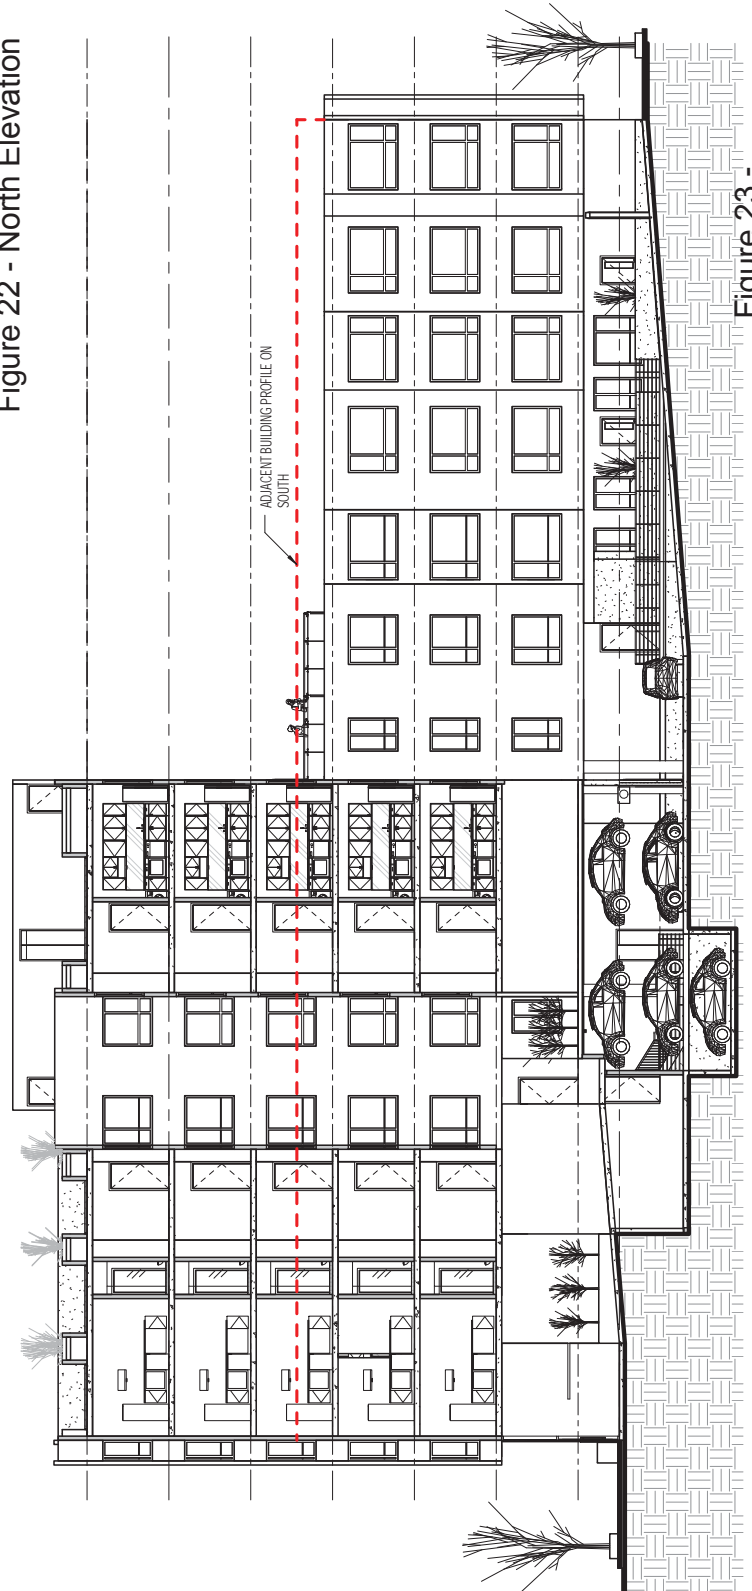 Figure 22 - North Elevation
ADJACENT BUILDING PROFILE ON
SOUTH
Figure 23 -